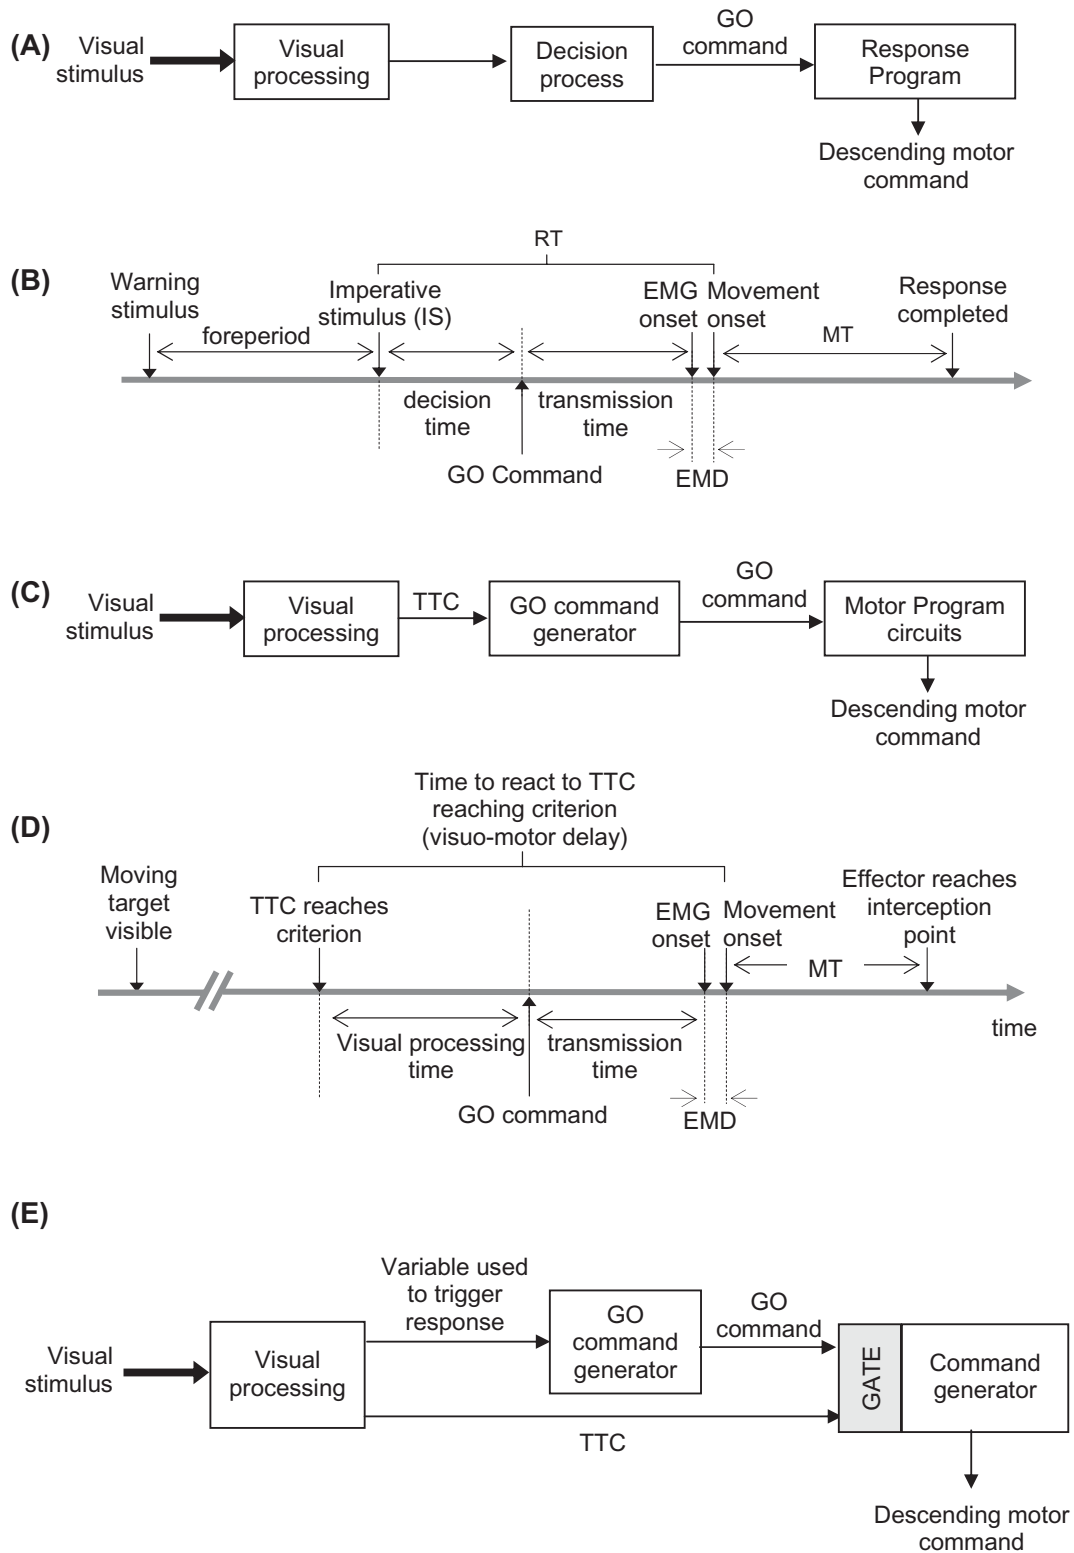 (A)
Visual
stimulus
Visual
processing
Decision
process
GO
command
Response
Program
Descending motor
command
(B)
RT
Warning
stimulus
foreperiod
Imperative
stimulus (IS)
EMG
onset
Movement
onset
Response
completed
MT
decision
time
transmission
time
GO Command
EMD
(C)
Visual
stimulus
Visual
processing
TTC
GO command
generator
GO
command
Motor Program
circuits
Descending motor
command
(D)
Time to react to TTC
reaching criterion
(visuo-motor delay)
Moving
target
visible
TTC reaches
criterion
EMG
onset
Movement
onset
Effector reaches
interception
point
MT
time
Visual processing
time
transmission
time
GO command
EMD
(E)
Visual
stimulus
Visual
processing
Variable used
to trigger
response
GO
command
generator
GO
command
GATE
Command
generator
TTC
Descending motor
command